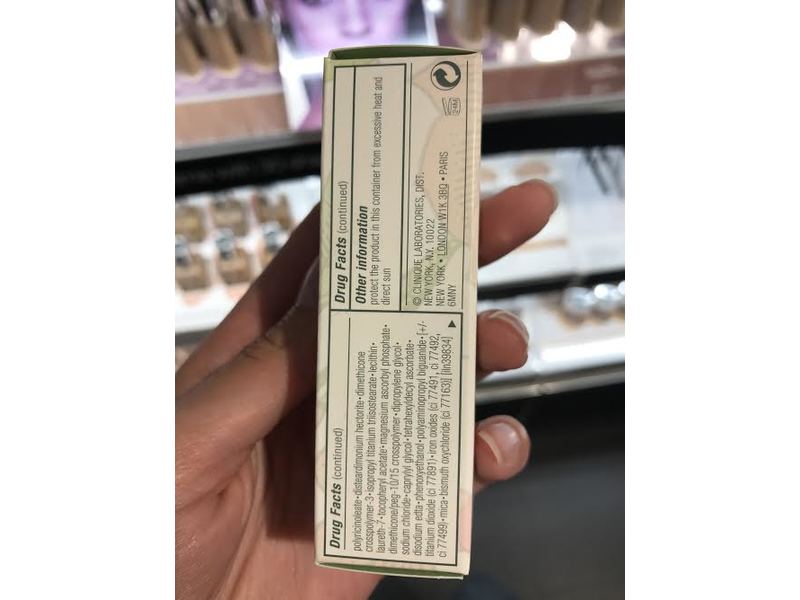 Drug Facts (continued)
polyricinoleate•disteardimonium hectorite•dimethicone
crosspolymer-3•isopropyl titanium triisostearate•lecithin•
laureth-7•tocopheryl acetate•magnesium ascorbyl phosphate•
dimethicone/peg-10/15 crosspolymer•dipropylene glycol•
sodium chloride•caprylyl glycol•tetrahexyldecyl ascorbate•
disodium edta•phenoxyethanol•polyaminopropyl biguanide•[+/-
titanium dioxide (ci 77891)•iron oxides (ci 77491, ci 77492,
ci 77499)•mica•bismuth oxychloride (ci 77163)] [iln39834]
Drug Facts (continued)
Other information
protect the product in this container from excessive heat and
direct sun
© CLINIQUE LABORATORIES, DIST.
NEW YORK, N.Y. 10022
NEW YORK • LONDON W1K 3BQ • PARIS
6MNY
24M